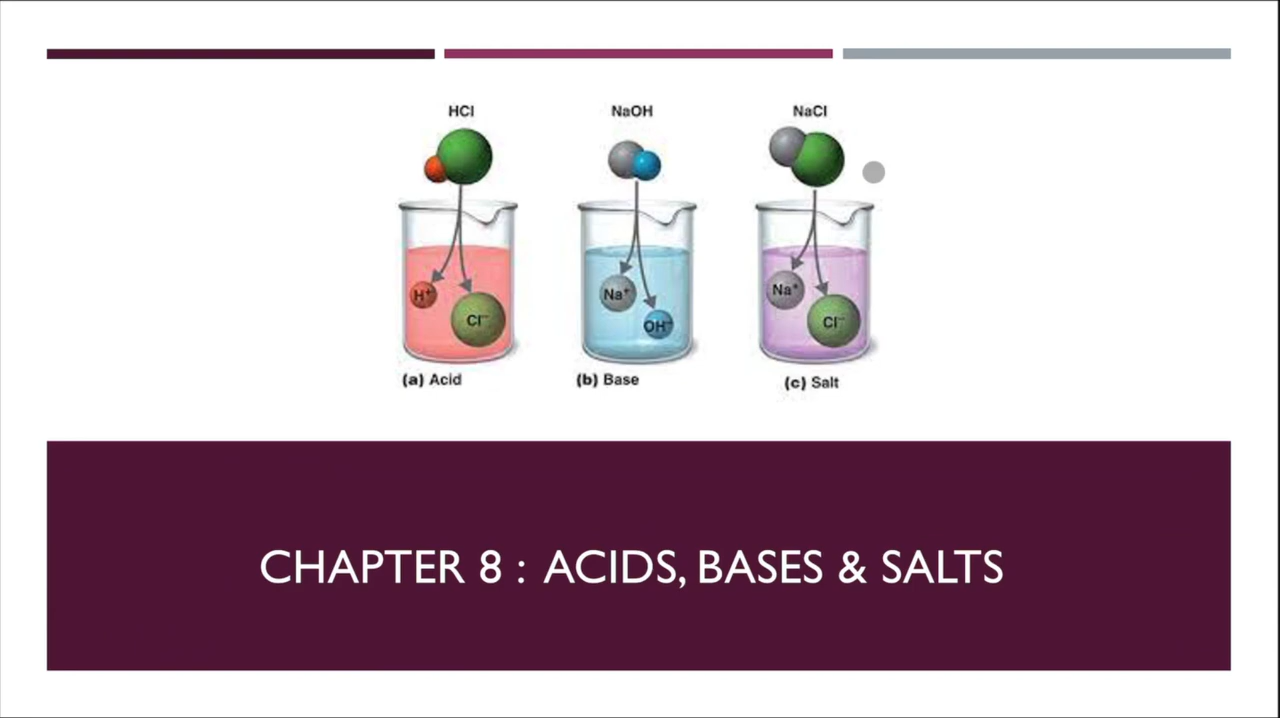 HCl NaOH NaCl
H⁺ Cl⁻ Na⁺ OH⁻ Na⁺ Cl⁻
(a) Acid (b) Base (c) Salt
CHAPTER 8 : ACIDS, BASES & SALTS